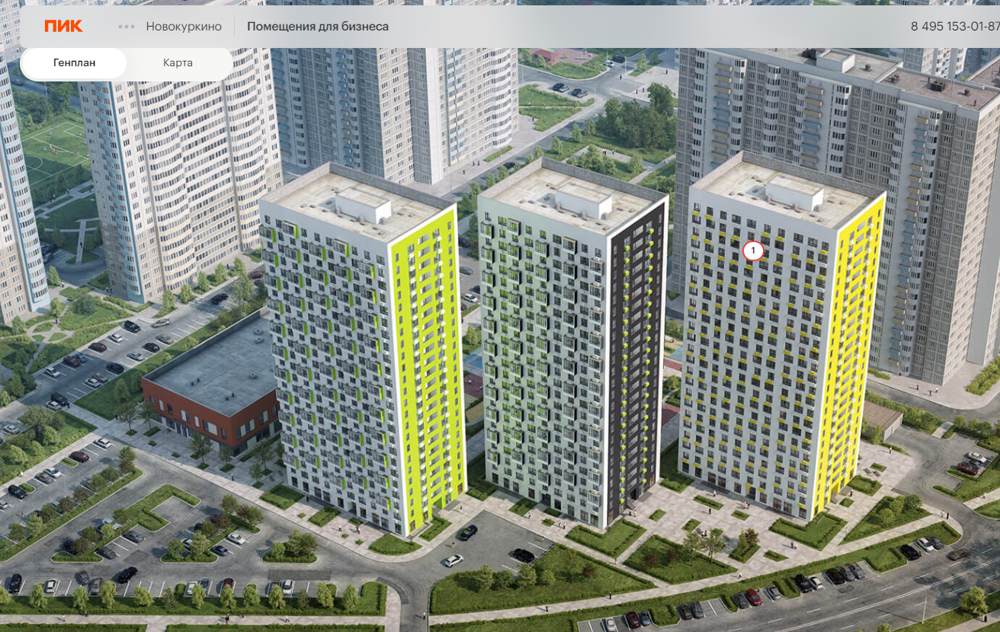 ПИК
Новокуркино
Помещения для бизнеса
8 495 153-01-87
Генплан
Карта
1